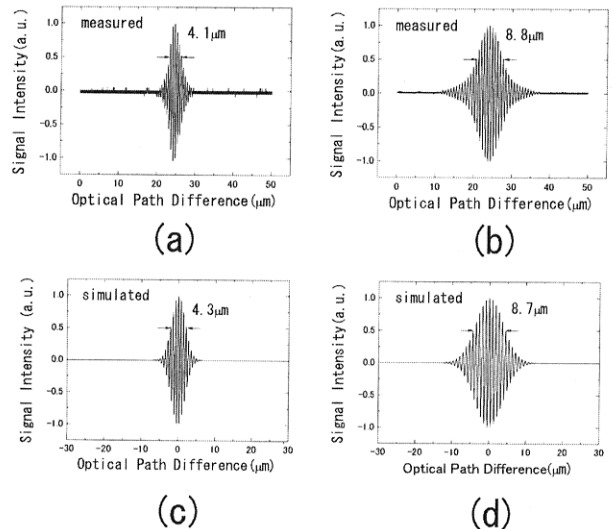 measured
4.1μm
1.0
0.5
0.0
-0.5
-1.0
Signal Intensity(a.u.)
0 10 20 30 40 50
Optical Path Difference(μm)
(a)
measured
8.8μm
1.0
0.5
0.0
-0.5
-1.0
Signal Intensity(a.u.)
0 10 20 30 40 50
Optical Path Difference(μm)
(b)
simulated
4.3μm
1.0
0.5
0.0
-0.5
-1.0
Signal Intensity(a.u.)
-30 -20 -10 0 10 20 30
Optical Path Difference(μm)
(c)
simulated
8.7μm
1.0
0.5
0.0
-0.5
-1.0
Signal Intensity(a.u.)
-30 -20 -10 0 10 20 30
Optical Path Difference(μm)
(d)